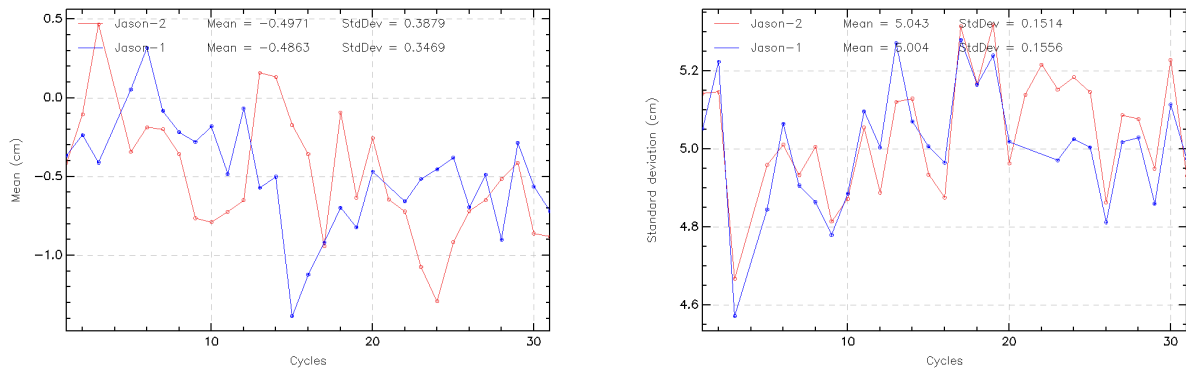 Jason-2 Mean = -0.4971 StdDev = 0.3879
Jason-1 Mean = -0.4863 StdDev = 0.3469
0.5
0.0
-0.5
-1.0
Mean (cm)
10 20 30
Cycles
Jason-2 Mean = 5.043 StdDev = 0.1514
Jason-1 Mean = 5.004 StdDev = 0.1556
5.2
5.0
4.8
4.6
Standard deviation (cm)
10 20 30
Cycles